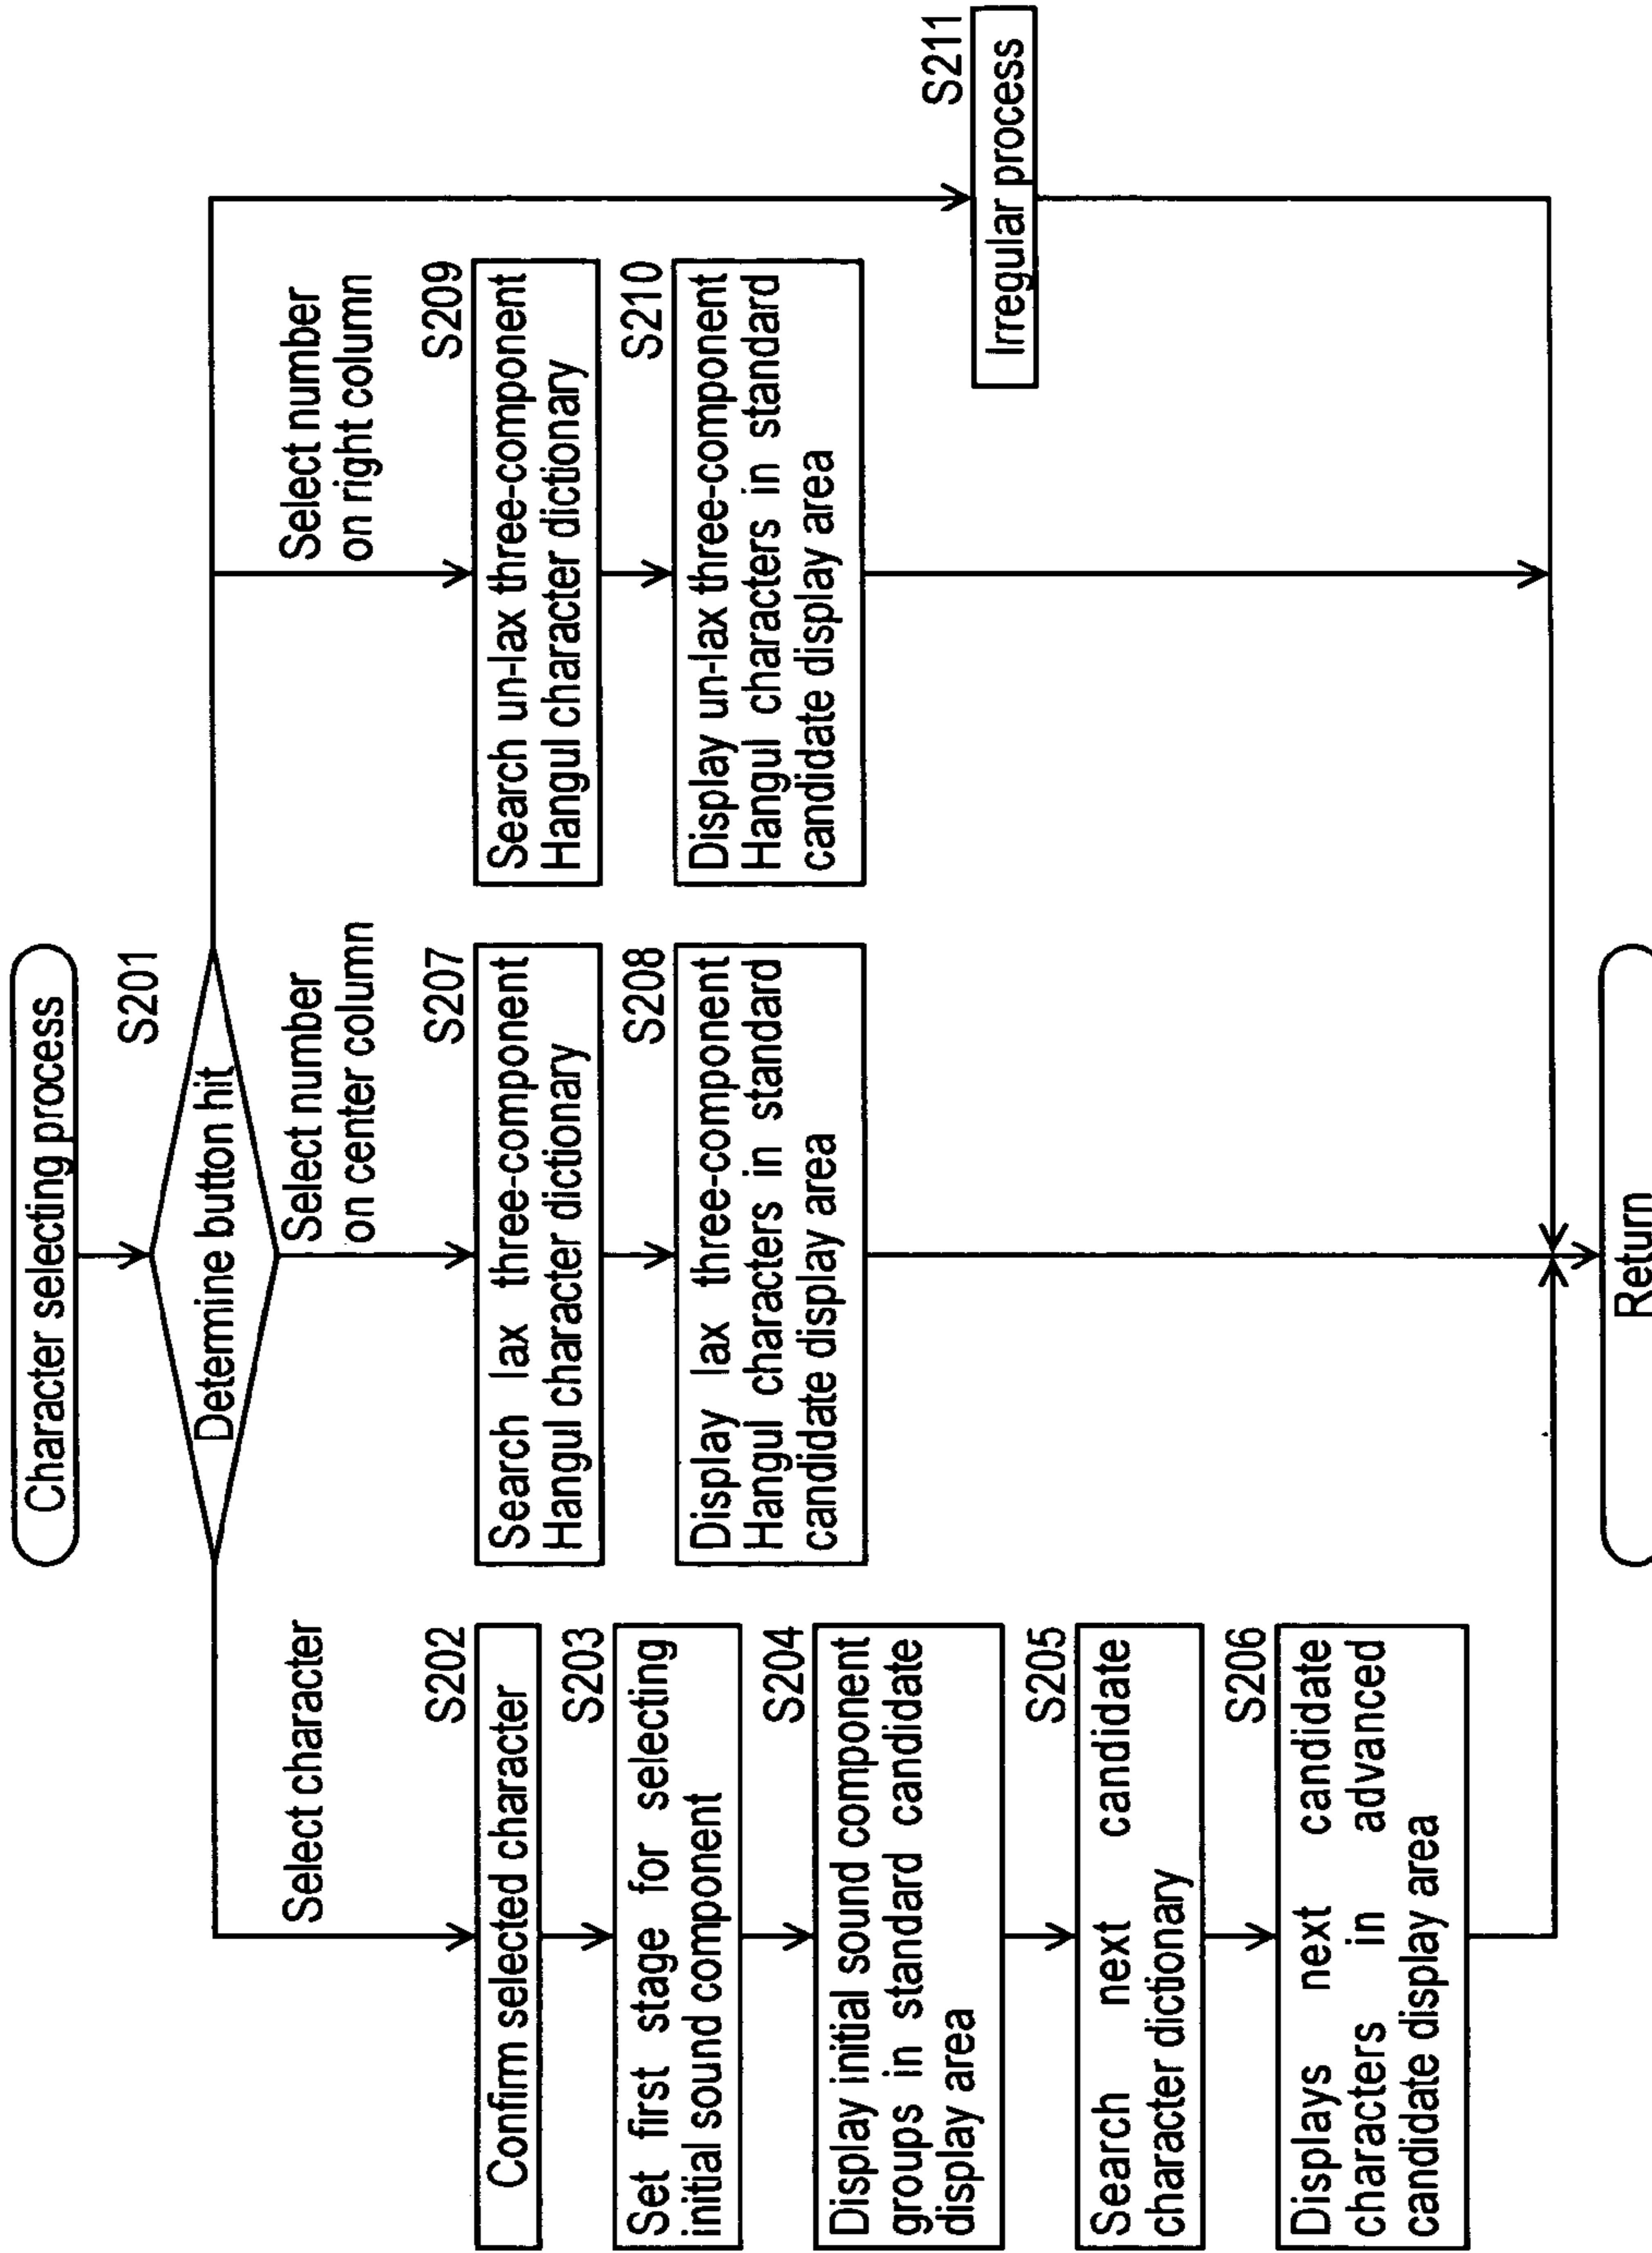 Character selecting process
S201
Determine button hit
Select character
S202
Confirm selected character
S203
Set first stage for selecting
initial sound component
S204
Display initial sound component
groups in standard candidate
display area
S205
Search next candidate
character dictionary
S206
Displays next candidate
characters in advanced
candidate display area
Select number
on center column
S207
Search lax three-component
Hangul character dictionary
S208
Display lax three-component
Hangul characters in standard
candidate display area
Select number
on right column
S209
Search un-lax three-component
Hangul character dictionary
S210
Display un-lax three-component
Hangul characters in standard
candidate display area
S211
Irregular process
Return